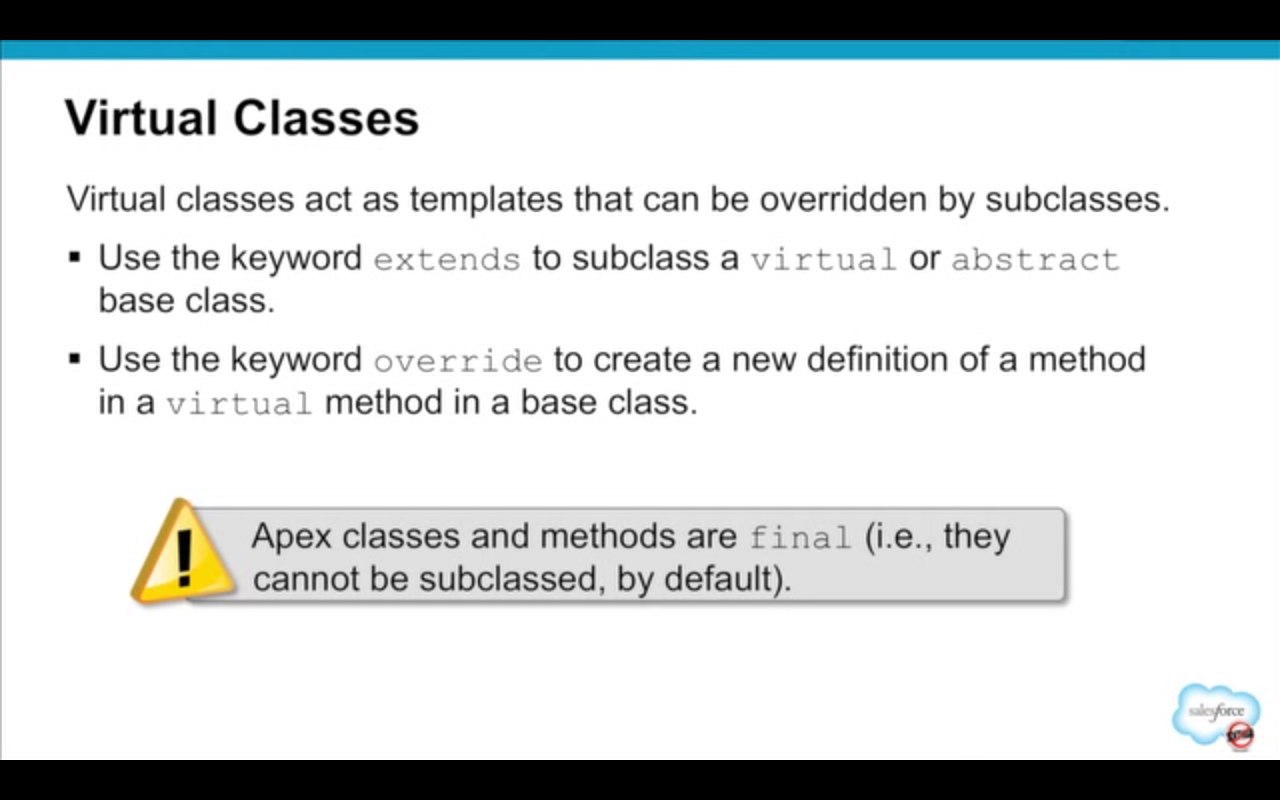 Virtual Classes
Virtual classes act as templates that can be overridden by subclasses.
▪ Use the keyword extends to subclass a virtual or abstract
base class.
▪ Use the keyword override to create a new definition of a method
in a virtual method in a base class.
!
Apex classes and methods are final (i.e., they
cannot be subclassed, by default).
salesforce